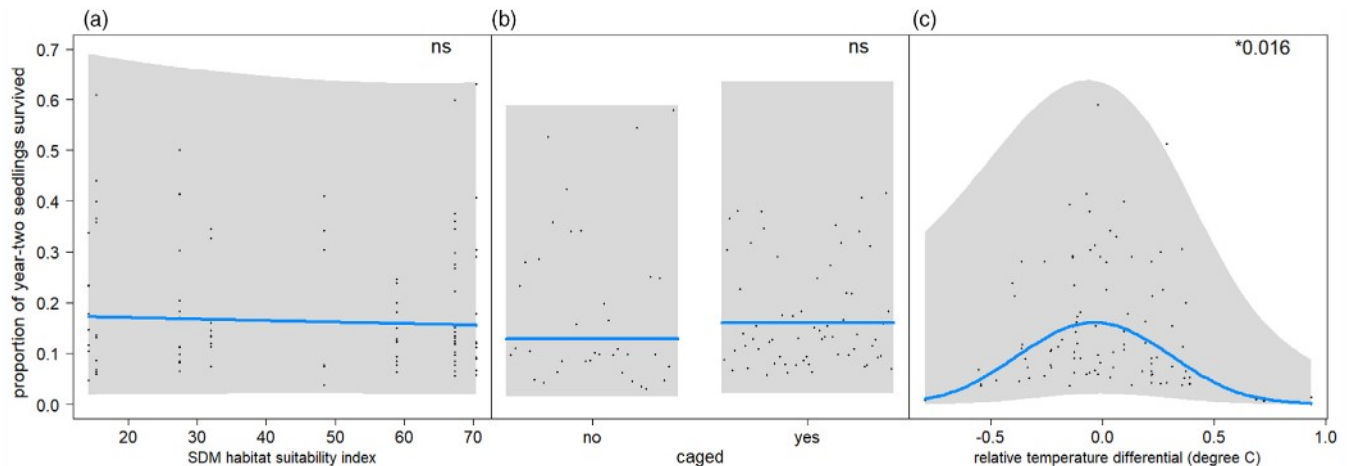 (a)
(b)
(c)
ns
ns
*0.016
proportion of year-two seedlings survived
0.7
0.6
0.5
0.4
0.3
0.2
0.1
0.0
20 30 40 50 60 70
no yes
-0.5 0.0 0.5 1.0
SDM habitat suitability index
caged
relative temperature differential (degree C)